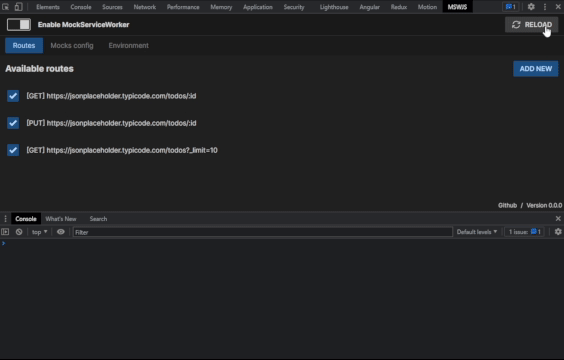 Elements Console Sources Network Performance Memory Application Security Lighthouse Angular Redux Motion MSWJS 1
Enable MockServiceWorker RELOAD
Routes Mocks config Environment
Available routes ADD NEW
[GET] https://jsonplaceholder.typicode.com/todos/:id
[PUT] https://jsonplaceholder.typicode.com/todos/:id
[GET] https://jsonplaceholder.typicode.com/todos?_limit=10
Github / Version 0.0.0
Console What's New Search
top Filter Default levels 1 issue: 1